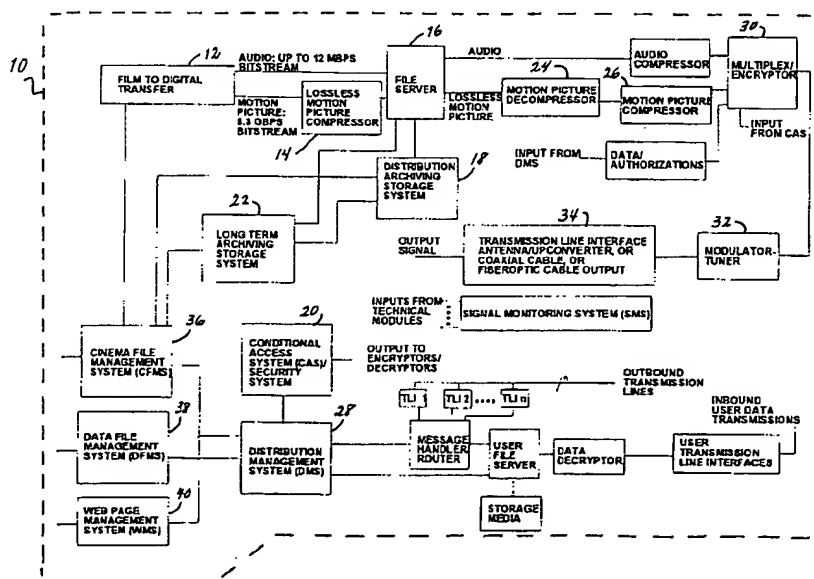 10
12
FILM TO DIGITAL
TRANSFER
AUDIO: UP TO 12 MBPS
BITSTREAM
MOTION
PICTURE:
8.3 GBPS
BITSTREAM
LOSSLESS
MOTION
PICTURE
COMPRESSOR
14
16
FILE
SERVER
AUDIO
LOSSLESS
MOTION
PICTURE
24
MOTION PICTURE
DECOMPRESSOR
26
MOTION PICTURE
COMPRESSOR
AUDIO
COMPRESSOR
30
MULTIPLEX/
ENCRYPTOR
INPUT
FROM CAS
INPUT FROM
DMS
DATA/
AUTHORIZATIONS
DISTRIBUTION
ARCHIVING
STORAGE
SYSTEM
18
22
LONG TERM
ARCHIVING
STORAGE
SYSTEM
OUTPUT
SIGNAL
34
TRANSMISSION LINE INTERFACE
ANTENNA/UPCONVERTER, OR
COAXIAL CABLE, OR
FIBEROPTIC CABLE OUTPUT
32
MODULATOR-
TUNER
INPUTS FROM
TECHNICAL
MODULES
SIGNAL MONITORING SYSTEM (SMS)
36
CINEMA FILE
MANAGEMENT
SYSTEM (CFMS)
20
CONDITIONAL
ACCESS
SYSTEM (CAS)/
SECURITY
SYSTEM
OUTPUT TO
ENCRYPTORS/
DECRYPTORS
TLI 1
TLI 2
TLI n
OUTBOUND
TRANSMISSION
LINES
38
DATA FILE
MANAGEMENT
SYSTEM (DFMS)
28
DISTRIBUTION
MANAGEMENT
SYSTEM (DMS)
MESSAGE
HANDLER/
ROUTER
USER
FILE
SERVER
DATA
DECRYPTOR
USER
TRANSMISSION
LINE INTERFACES
INBOUND
USER DATA
TRANSMISSIONS
40
WEB PAGE
MANAGEMENT
SYSTEM (WMS)
STORAGE
MEDIA